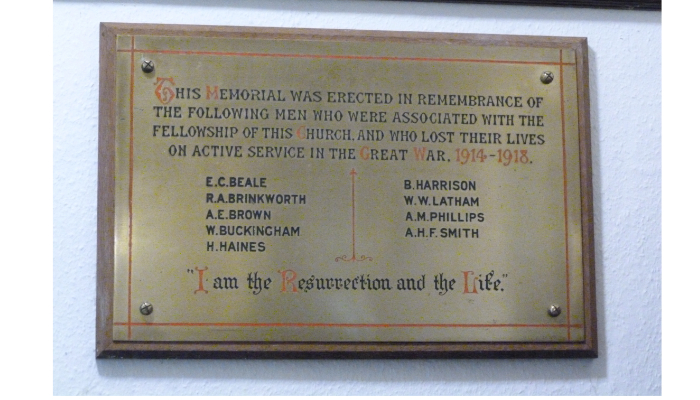 This Memorial was erected in remembrance of
the following men who were associated with the
fellowship of this Church, and who lost their lives
on active service in the Great War, 1914-1918.
E.C.BEALE
R.A.BRINKWORTH
A.E.BROWN
W.BUCKINGHAM
H.HAINES
B.HARRISON
W.W.LATHAM
A.M.PHILLIPS
A.H.F.SMITH
"I am the Resurrection and the Life."